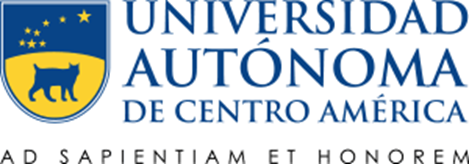 UNIVERSIDAD
AUTÓNOMA
DE CENTRO AMÉRICA
AD SAPIENTIAM ET HONOREM